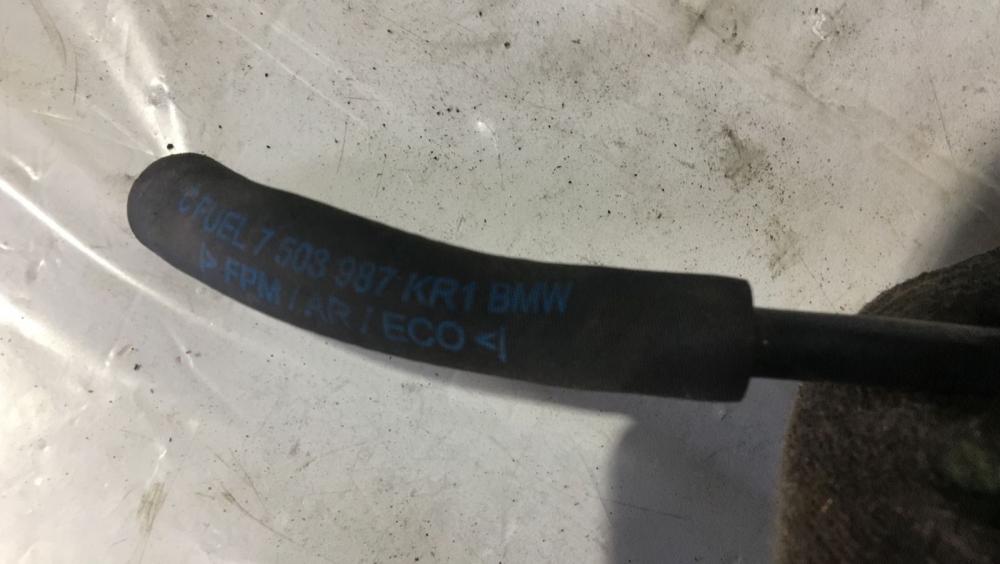 C FUEL 7 503 987 KR1 BMW
> FPM / AR / ECO <|